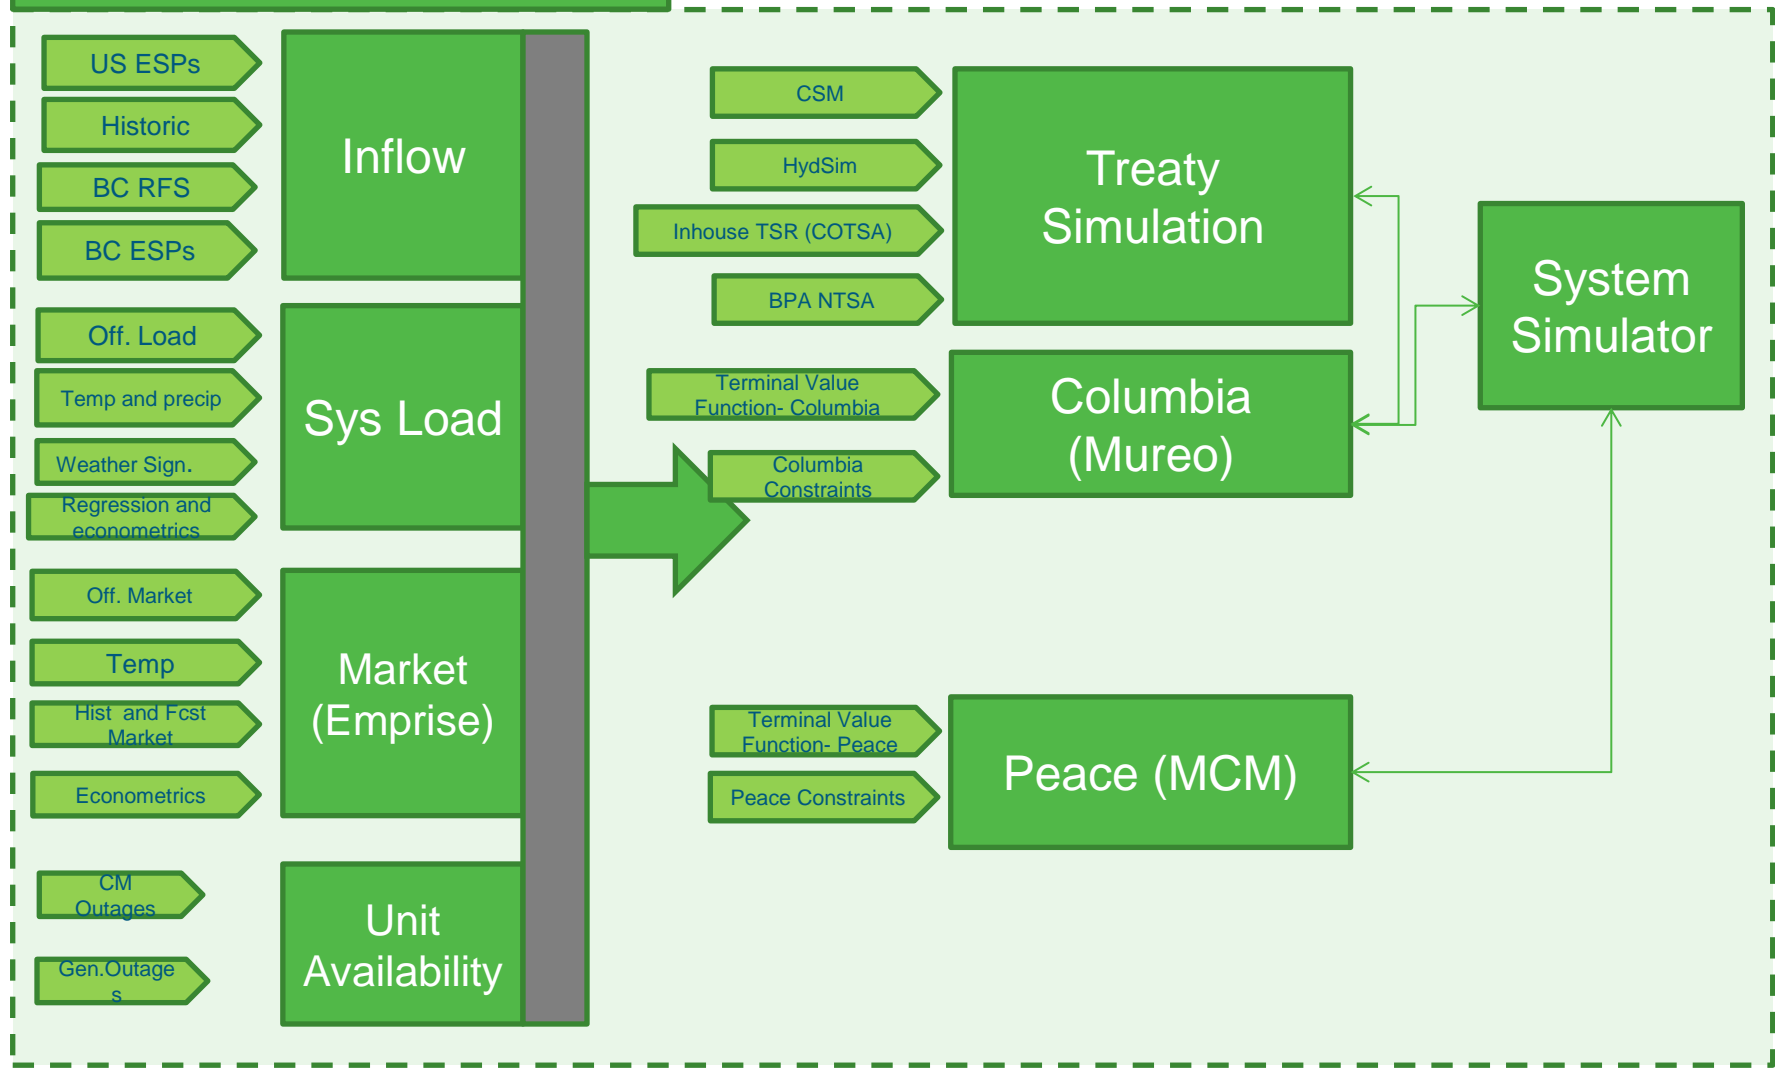 US ESPs
Historic
BC RFS
BC ESPs
Inflow
Off. Load
Temp and precip
Weather Sign.
Regression and
econometrics
Sys Load
Off. Market
Temp
Hist and Fcst
Market
Econometrics
Market
(Emprise)
CM
Outages
Gen.Outage
s
Unit
Availability
CSM
HydSim
Inhouse TSR (COTSA)
BPA NTSA
Treaty
Simulation
Terminal Value
Function- Columbia
Columbia
Constraints
Columbia
(Mureo)
Terminal Value
Function- Peace
Peace Constraints
Peace (MCM)
System
Simulator